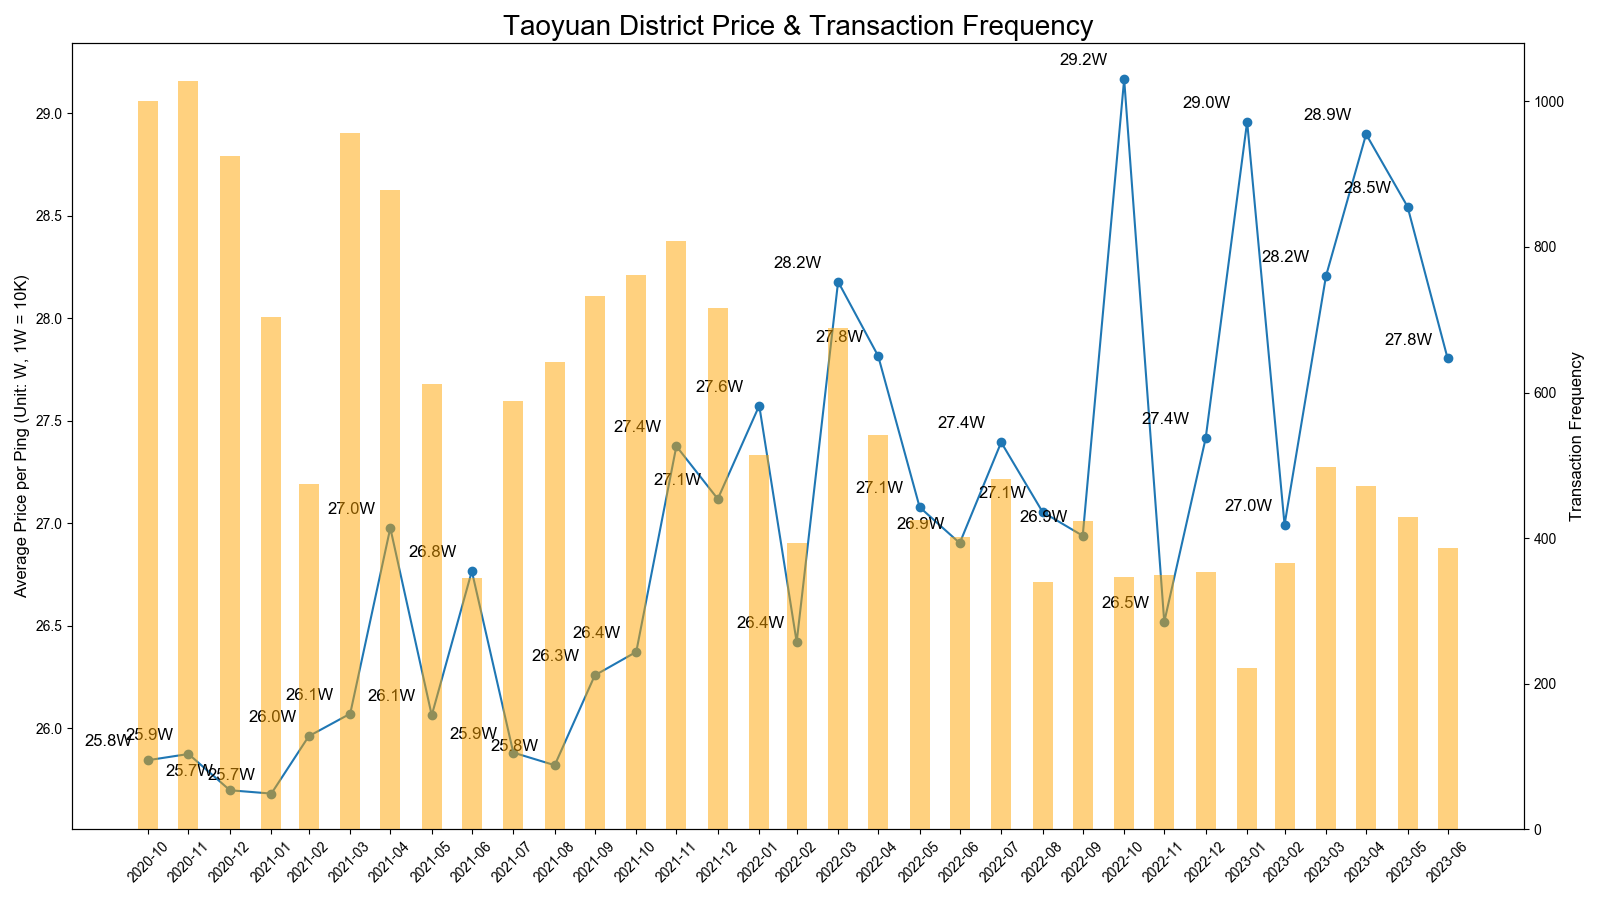 Taoyuan District Price & Transaction Frequency
Average Price per Ping (Unit: W, 1W = 10K)
29.0
28.5
28.0
27.5
27.0
26.5
26.0
25.8W
25.9W
25.7W
25.7W
26.0W
26.1W
27.0W
26.1W
26.8W
25.9W
25.8W
26.3W
26.4W
27.4W
27.1W
27.6W
26.4W
28.2W
27.8W
27.1W
26.9W
27.4W
27.1W
26.9W
29.2W
26.5W
27.4W
29.0W
27.0W
28.2W
28.9W
28.5W
27.8W
1000
800
600
400
200
0
Transaction Frequency
2020-10
2020-11
2020-12
2021-01
2021-02
2021-03
2021-04
2021-05
2021-06
2021-07
2021-08
2021-09
2021-10
2021-11
2021-12
2022-01
2022-02
2022-03
2022-04
2022-05
2022-06
2022-07
2022-08
2022-09
2022-10
2022-11
2022-12
2023-01
2023-02
2023-03
2023-04
2023-05
2023-06